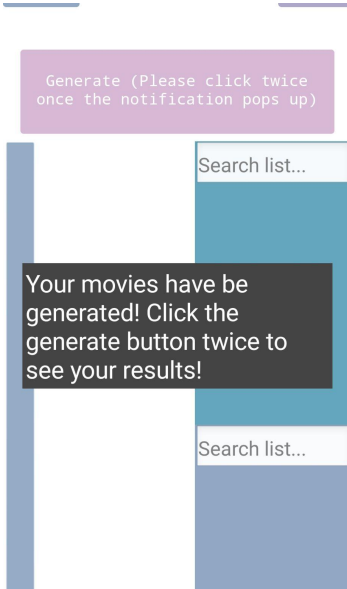 Generate (Please click twice
once the notification pops up)
Search list...
Your movies have be
generated! Click the
generate button twice to
see your results!
Search list...